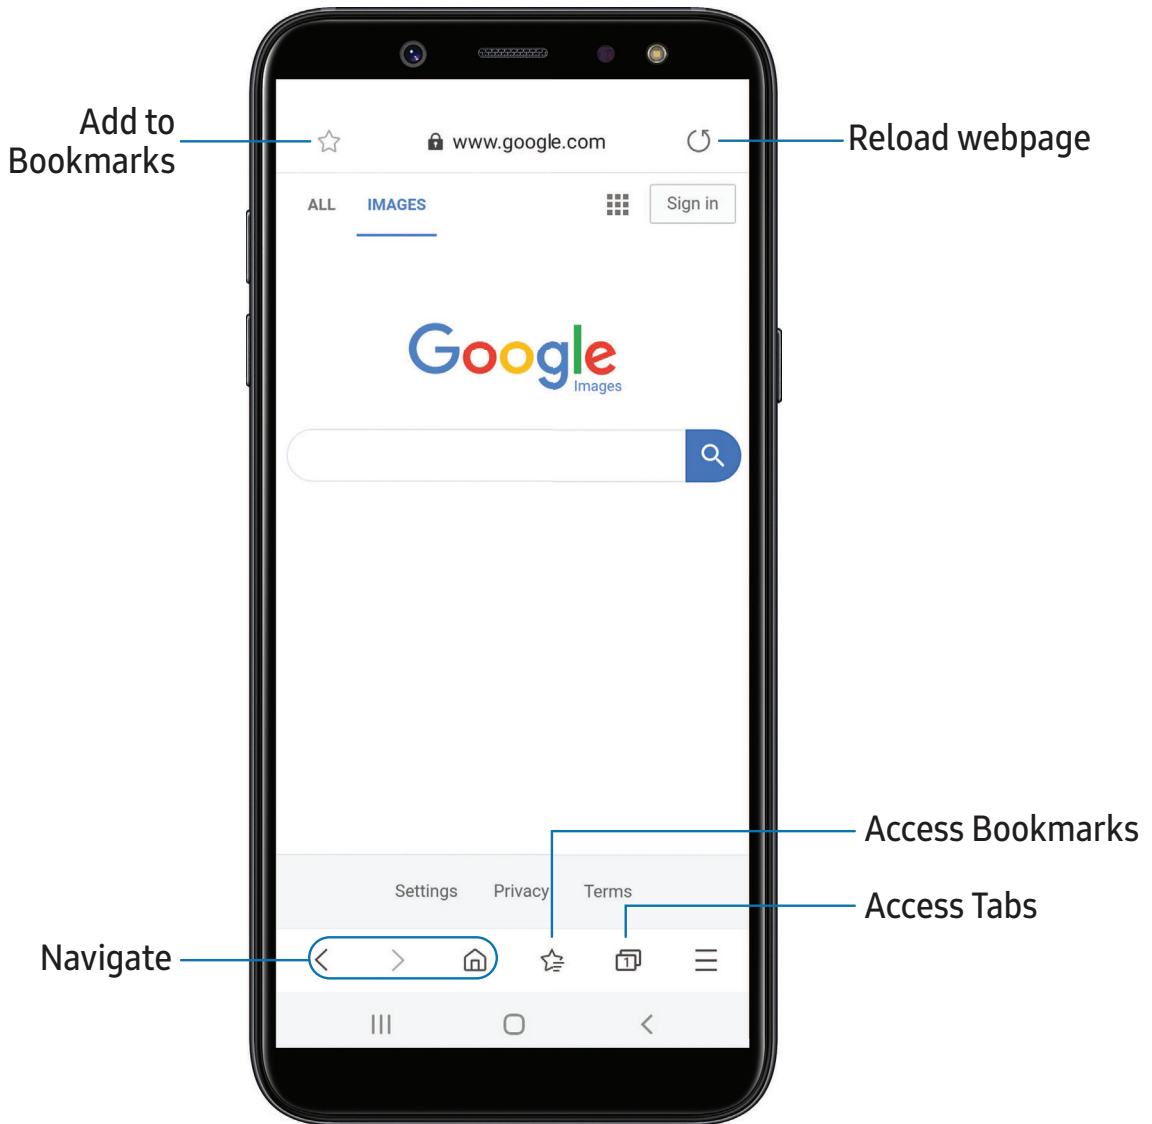 Add to
Bookmarks
www.google.com
Reload webpage
ALL IMAGES Sign in
Google
Images
Access Bookmarks
Settings Privacy Terms
Access Tabs
Navigate
1